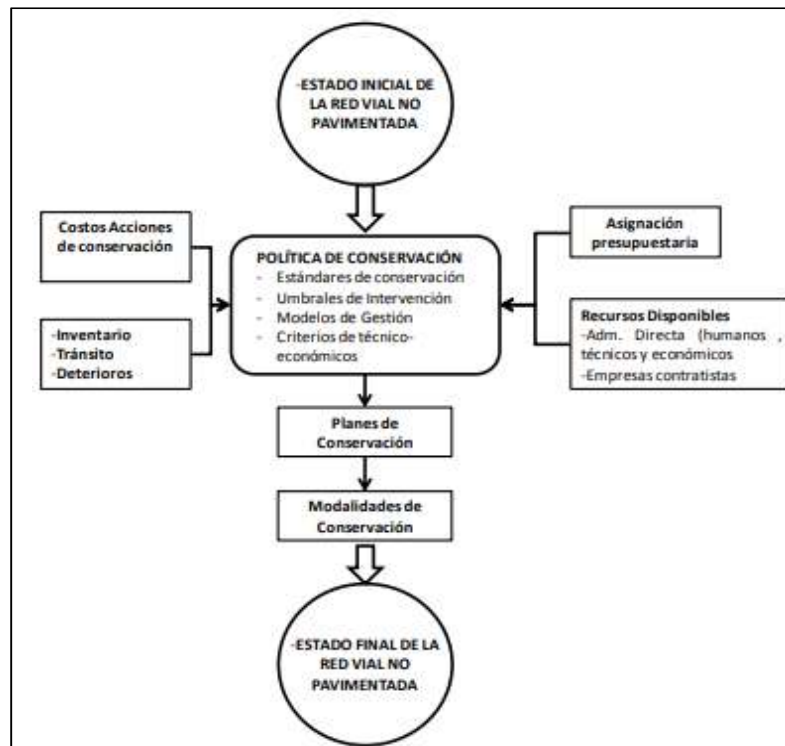 -ESTADO INICIAL DE
LA RED VIAL NO
PAVIMENTADA
Costos Acciones
de conservación
-Inventario
-Tránsito
-Deterioros
POLÍTICA DE CONSERVACIÓN
- Estándares de conservación
- Umbrales de Intervención
- Modelos de Gestión
- Criterios de técnico-
económicos
Asignación
presupuestaria
Recursos Disponibles
-Adm. Directa (humanos ,
técnicos y económicos
-Empresas contratistas
Planes de
Conservación
Modalidades de
Conservación
-ESTADO FINAL DE LA
RED VIAL NO
PAVIMENTADA